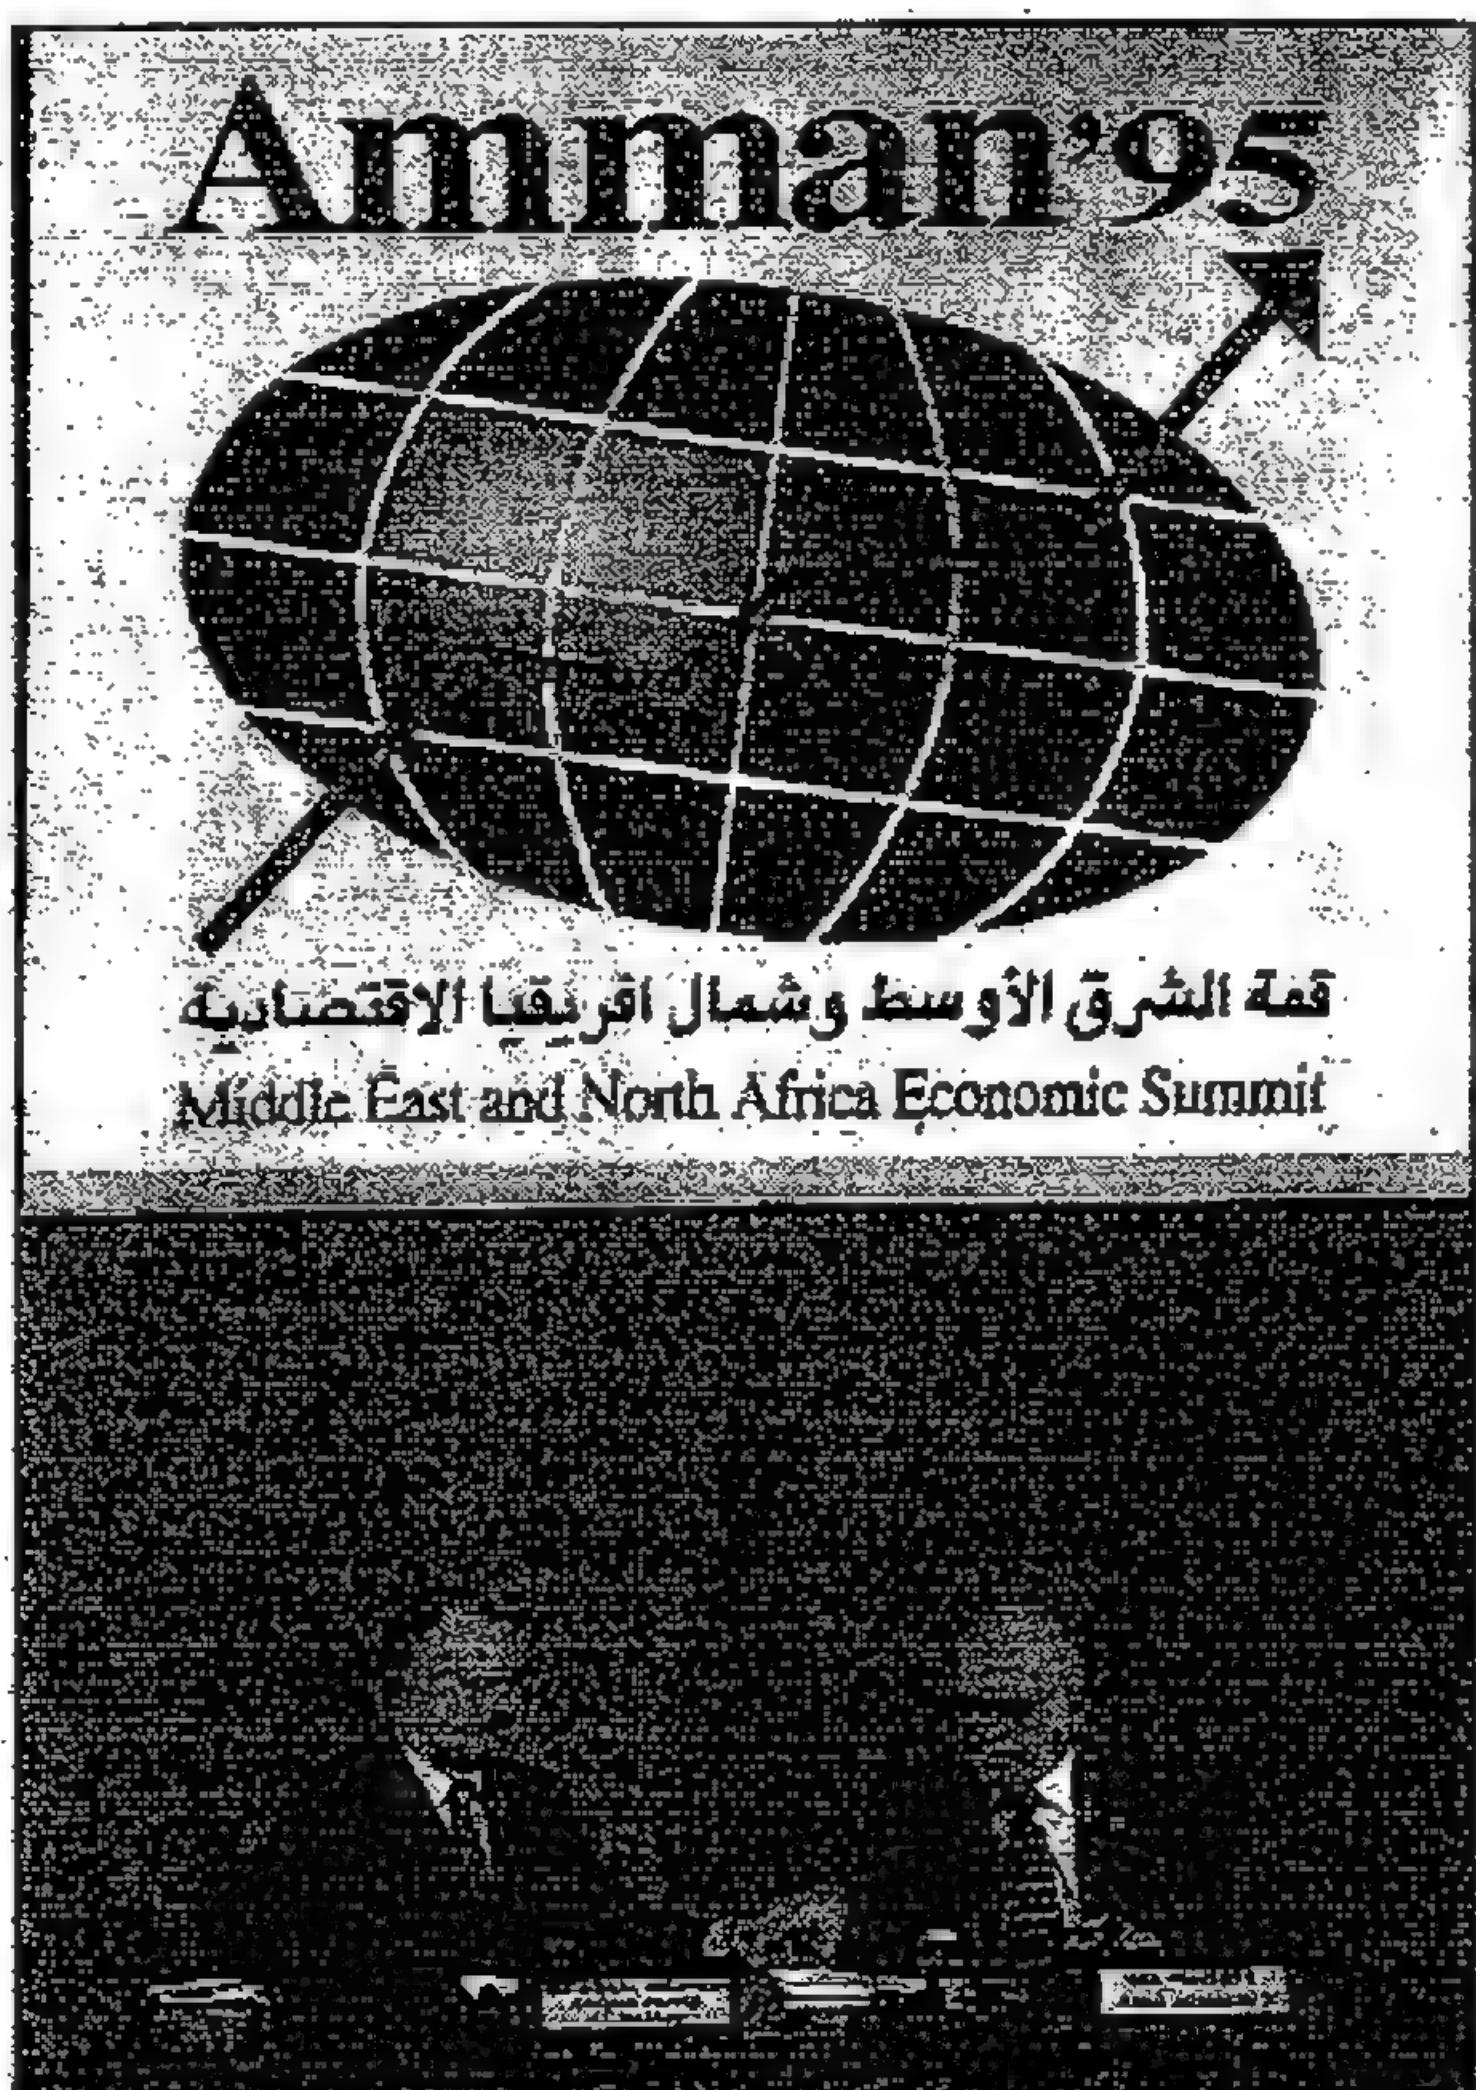 Amman'95
قمة الشرق الأوسط وشمال افريقيا الاقتصادية
Middle East and North Africa Economic Summit